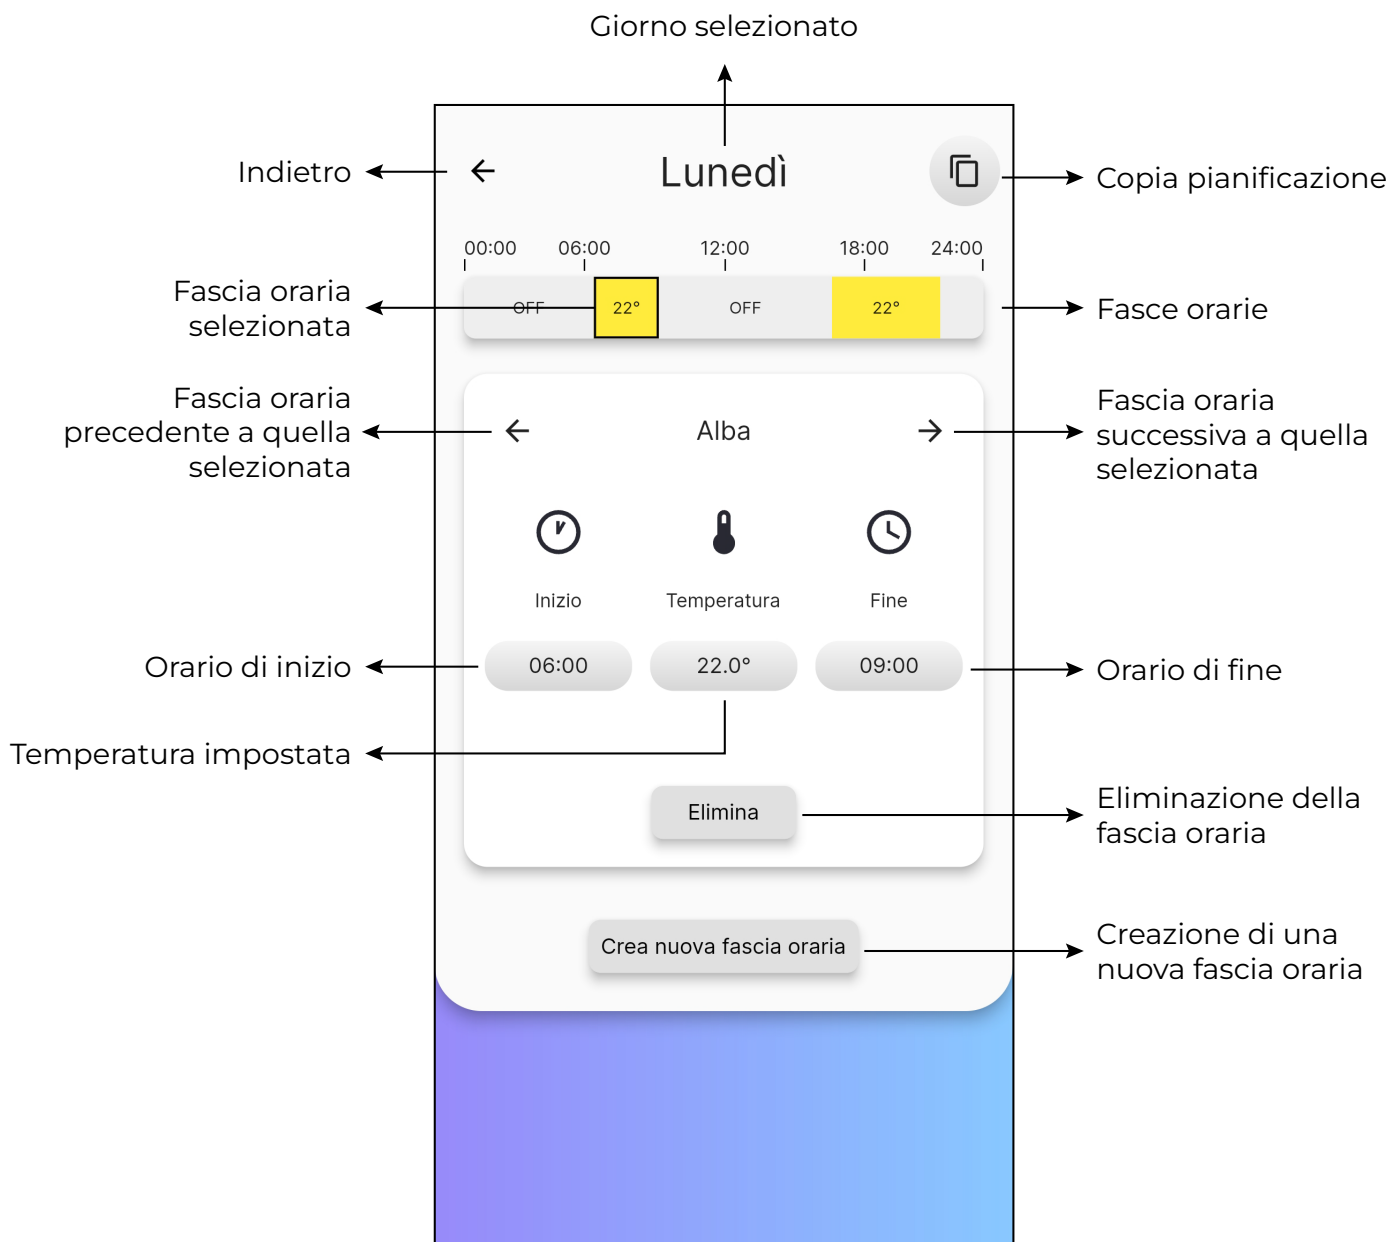 Giorno selezionato
Indietro
Lunedì
Copia pianificazione
00:00 06:00 12:00 18:00 24:00
Fascia oraria
selezionata
OFF 22° OFF 22°
Fasce orarie
Fascia oraria
precedente a quella
selezionata
Alba
Fascia oraria
successiva a quella
selezionata
Inizio Temperatura Fine
Orario di inizio
06:00 22.0° 09:00
Orario di fine
Temperatura impostata
Elimina
Eliminazione della
fascia oraria
Crea nuova fascia oraria
Creazione di una
nuova fascia oraria